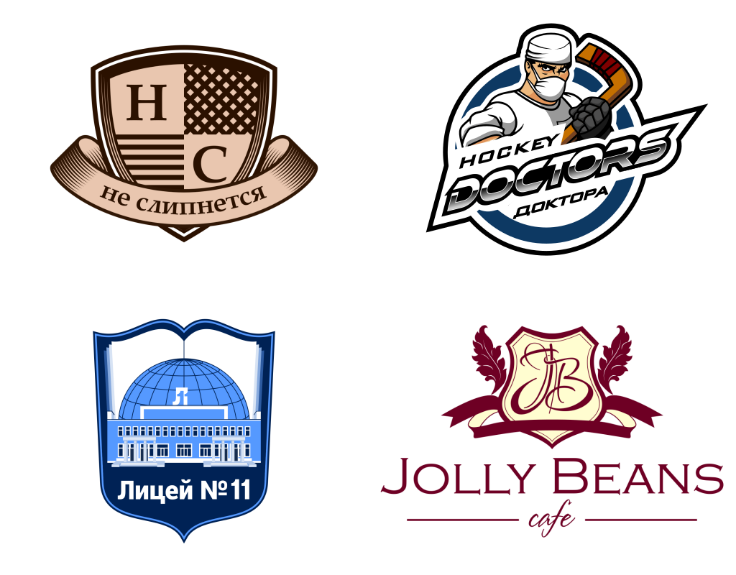 Н
С
не слипнется
HOCKEY
DOCTORS
ДОКТОРА
Л
Лицей №11
JB
JOLLY BEANS
cafe